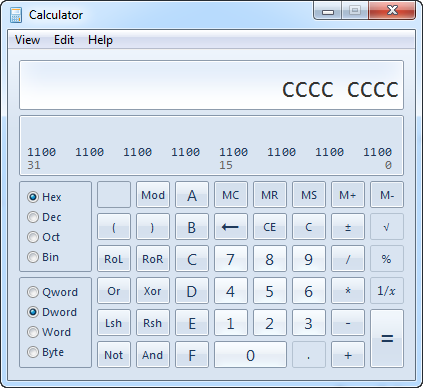 Calculator
View Edit Help
CCCC CCCC
1100 1100 1100 1100 1100 1100 1100 1100
31 15 0
Hex Mod A MC MR MS M+ M-
Dec ( ) B ← CE C ± √
Oct RoL RoR C 7 8 9 / %
Bin
Qword Or Xor D 4 5 6 * 1/x
Dword Lsh Rsh E 1 2 3 - =
Word
Byte Not And F 0 . +